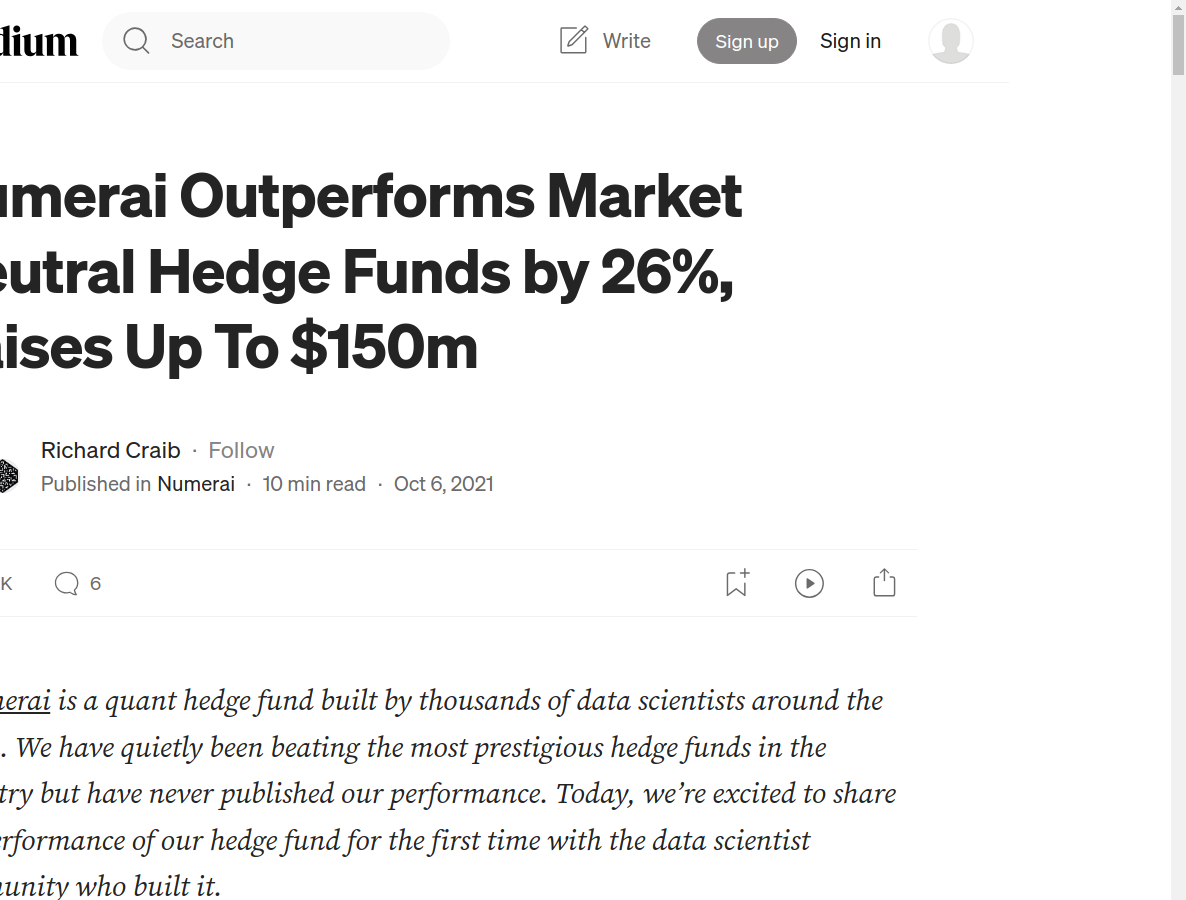 dium Search Write Sign up Sign in
umerai Outperforms Market
eutral Hedge Funds by 26%,
aises Up To $150m
Richard Craib · Follow
Published in Numerai · 10 min read · Oct 6, 2021
K 6
merai is a quant hedge fund built by thousands of data scientists around the
. We have quietly been beating the most prestigious hedge funds in the
try but have never published our performance. Today, we’re excited to share
erformance of our hedge fund for the first time with the data scientist
unity who built it.